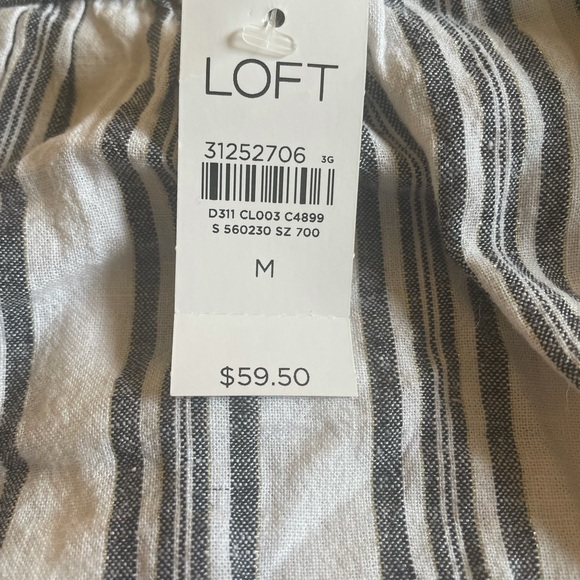 LOFT
31252706 3G
D311 CL003 C4899
S 560230 SZ 700
M
$59.50